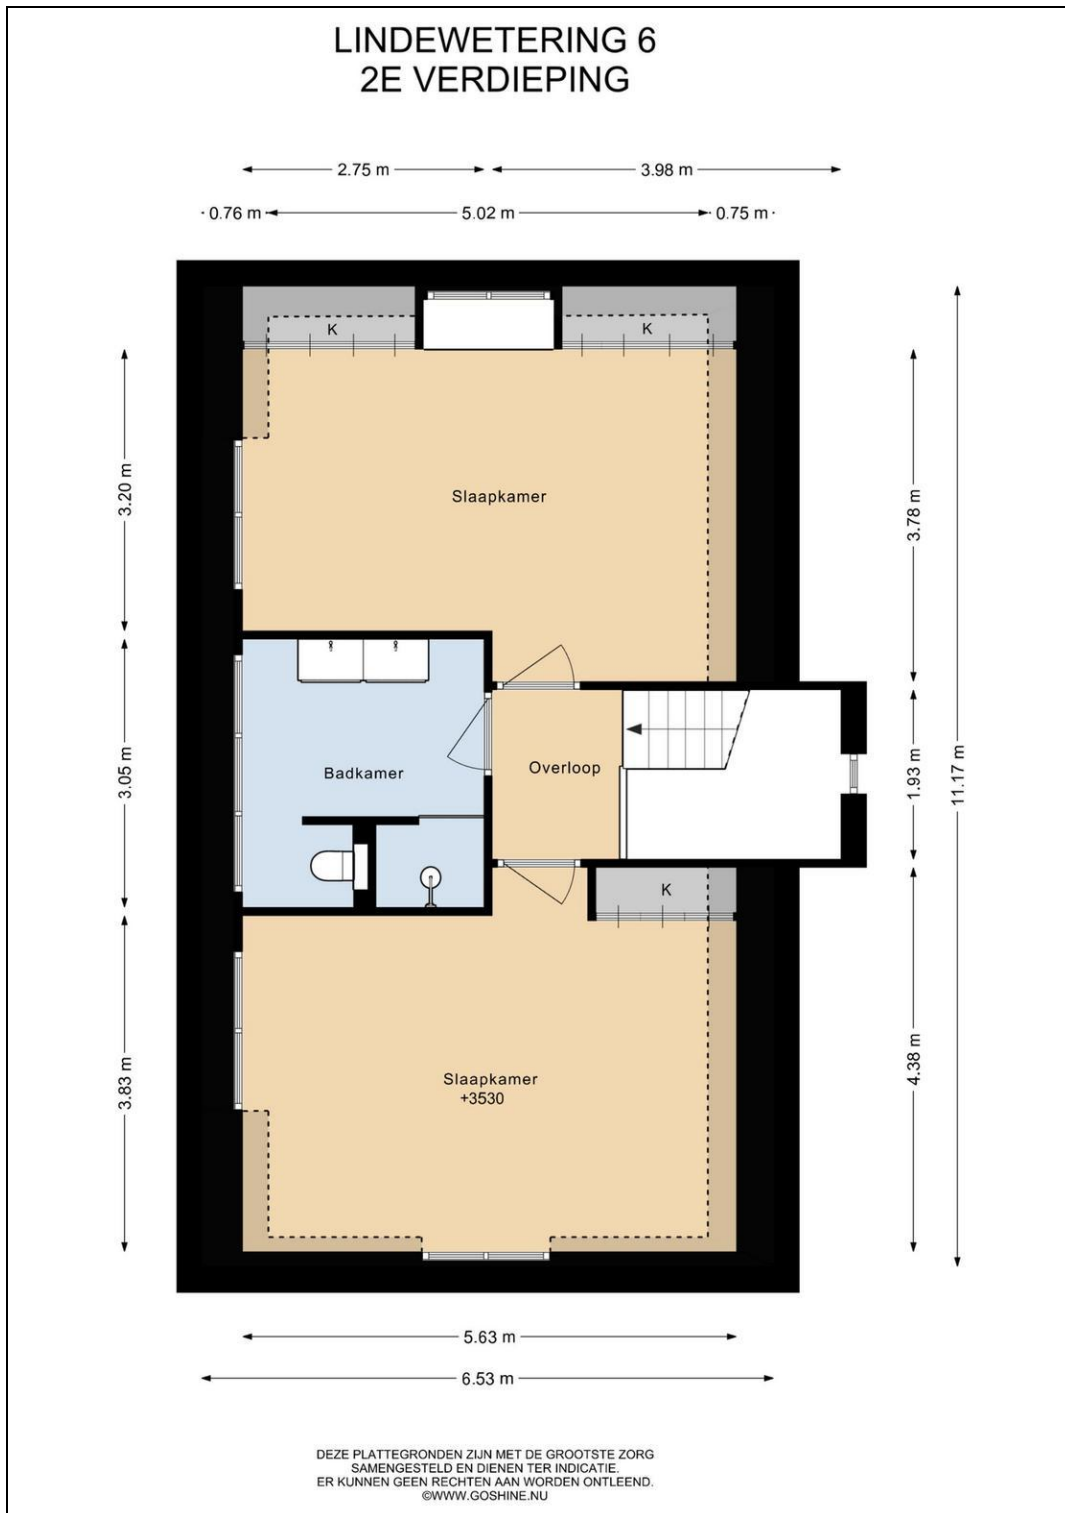 LINDEWETERING 6
2E VERDIEPING
2.75 m
3.98 m
0.76 m
5.02 m
0.75 m
K
K
3.20 m
Slaapkamer
3.78 m
11.17 m
3.05 m
Badkamer
Overloop
1.93 m
K
3.83 m
Slaapkamer
+3530
4.38 m
5.63 m
6.53 m
DEZE PLATTEGRONDEN ZIJN MET DE GROOTSTE ZORG
SAMENGESTELD EN DIENEN TER INDICATIE.
ER KUNNEN GEEN RECHTEN AAN WORDEN ONTLEEND.
©WWW.GOSHINE.NU